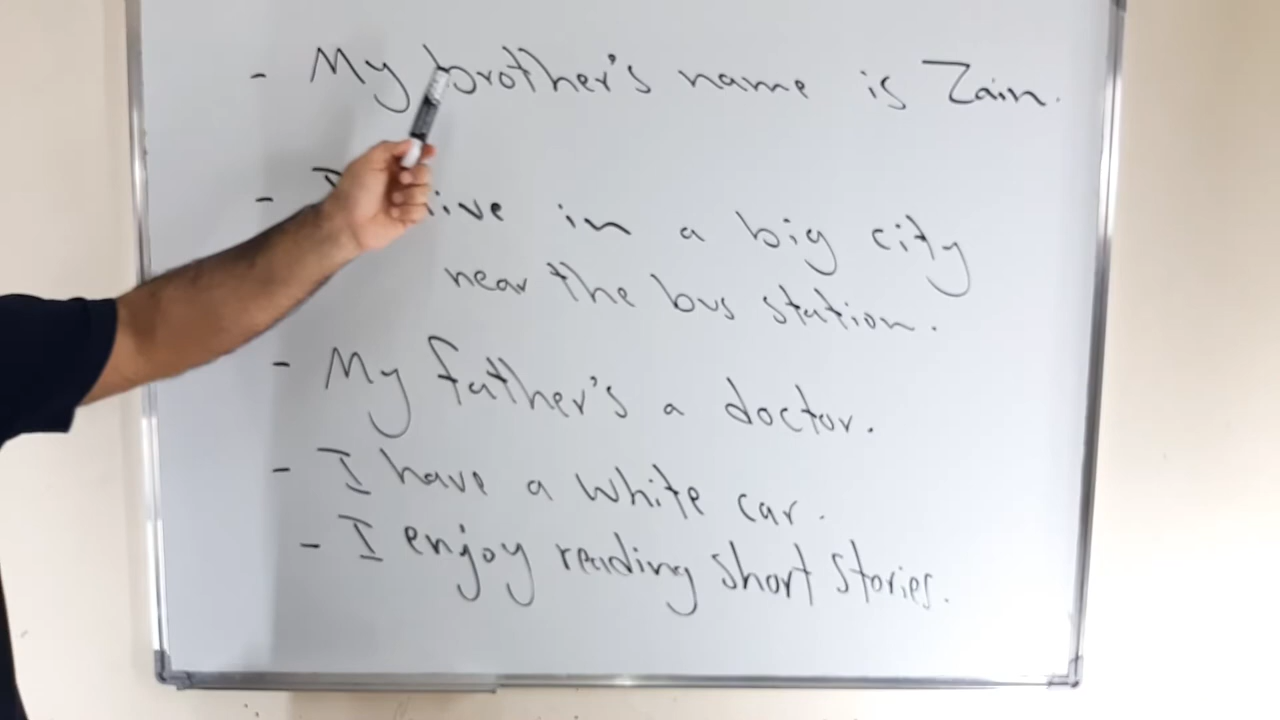 - My brother's name is Zain.
- I live in a big city
near the bus station.
- My father's a doctor.
- I have a white car.
- I enjoy reading short stories.